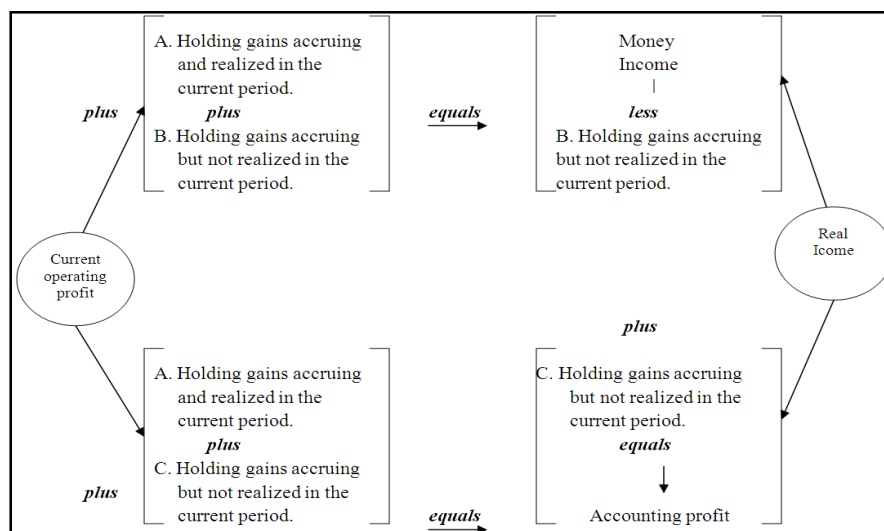 A. Holding gains accruing
and realized in the
current period.
plus
plus
B. Holding gains accruing
but not realized in the
current period.
equals
Money
Income
less
B. Holding gains accruing
but not realized in the
current period.
Current
operating
profit
Real
Icome
plus
A. Holding gains accruing
and realized in the
current period.
plus
C. Holding gains accruing
but not realized in the
current period.
plus
equals
C. Holding gains accruing
but not realized in the
current period.
equals
Accounting profit